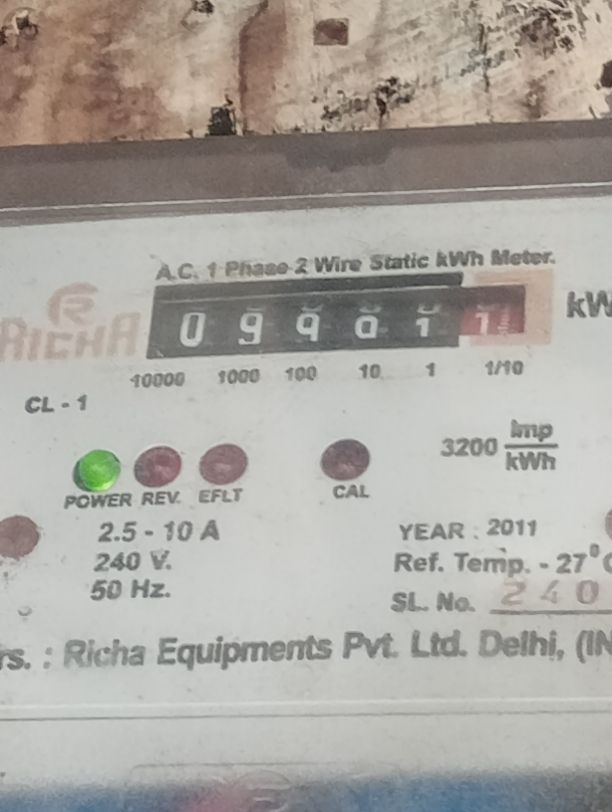 A.C. 1 Phase 2 Wire Static kWh Meter.
RICHA
0 9 9
1 1
kW
10000 1000 100 10 1 1/10
CL - 1
3200 Imp
kWh
POWER REV. EFLT CAL
2.5 - 10 A
240 V.
50 Hz.
YEAR : 2011
Ref. Temp. - 27°C
SL. No. 2 4 0
rs. : Richa Equipments Pvt. Ltd. Delhi, (IN